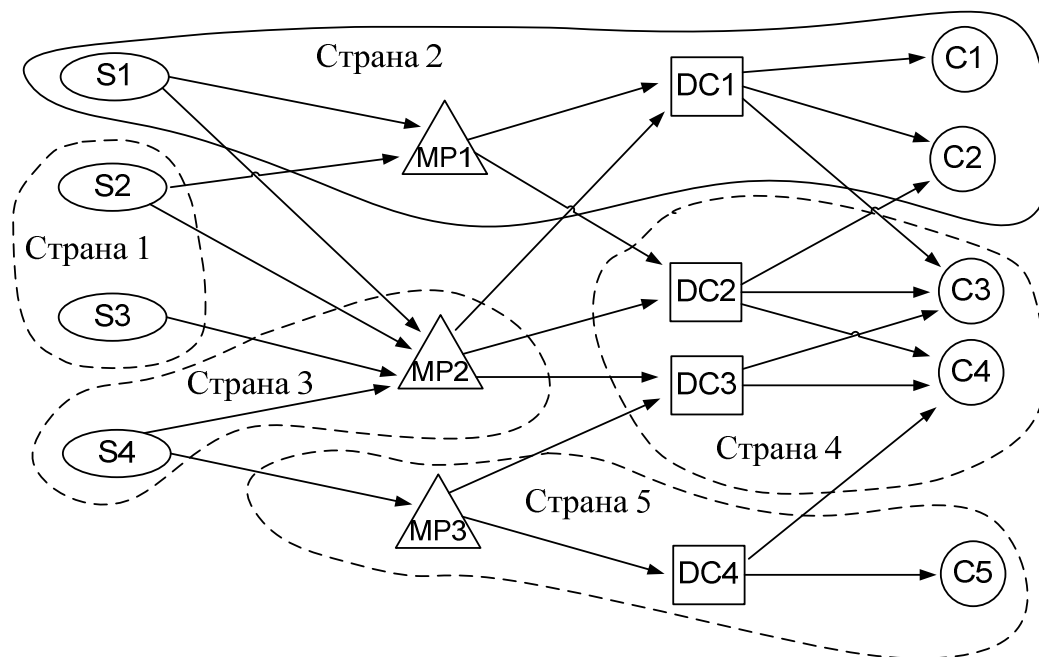 Страна 2
S1
DC1
C1
MP1
C2
S2
Страна 1
DC2
C3
S3
MP2
DC3
C4
Страна 3
S4
Страна 4
Страна 5
MP3
DC4
C5